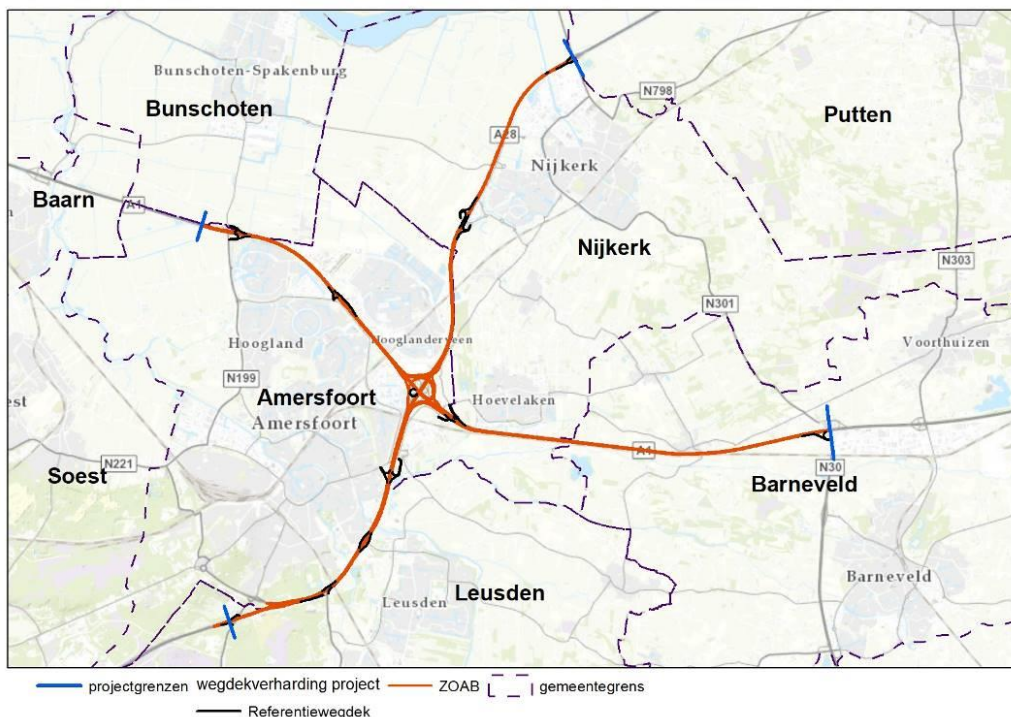 Bunschoten-Spakenburg
Bunschoten
N798
Putten
A28
Nijkerk
Baarn
A1
Nijkerk
N303
N301
Hoogland
Hooglanderveen
Voorthuizen
N199
Amersfoort
Hoevelaken
Amersfoort
est
N221
A1
Soest
N30
Barneveld
Leusden
Leusden
Barneveld
projectgrenzen wegdekverharding project ZOAB gemeentegrens
Referentiewegdek